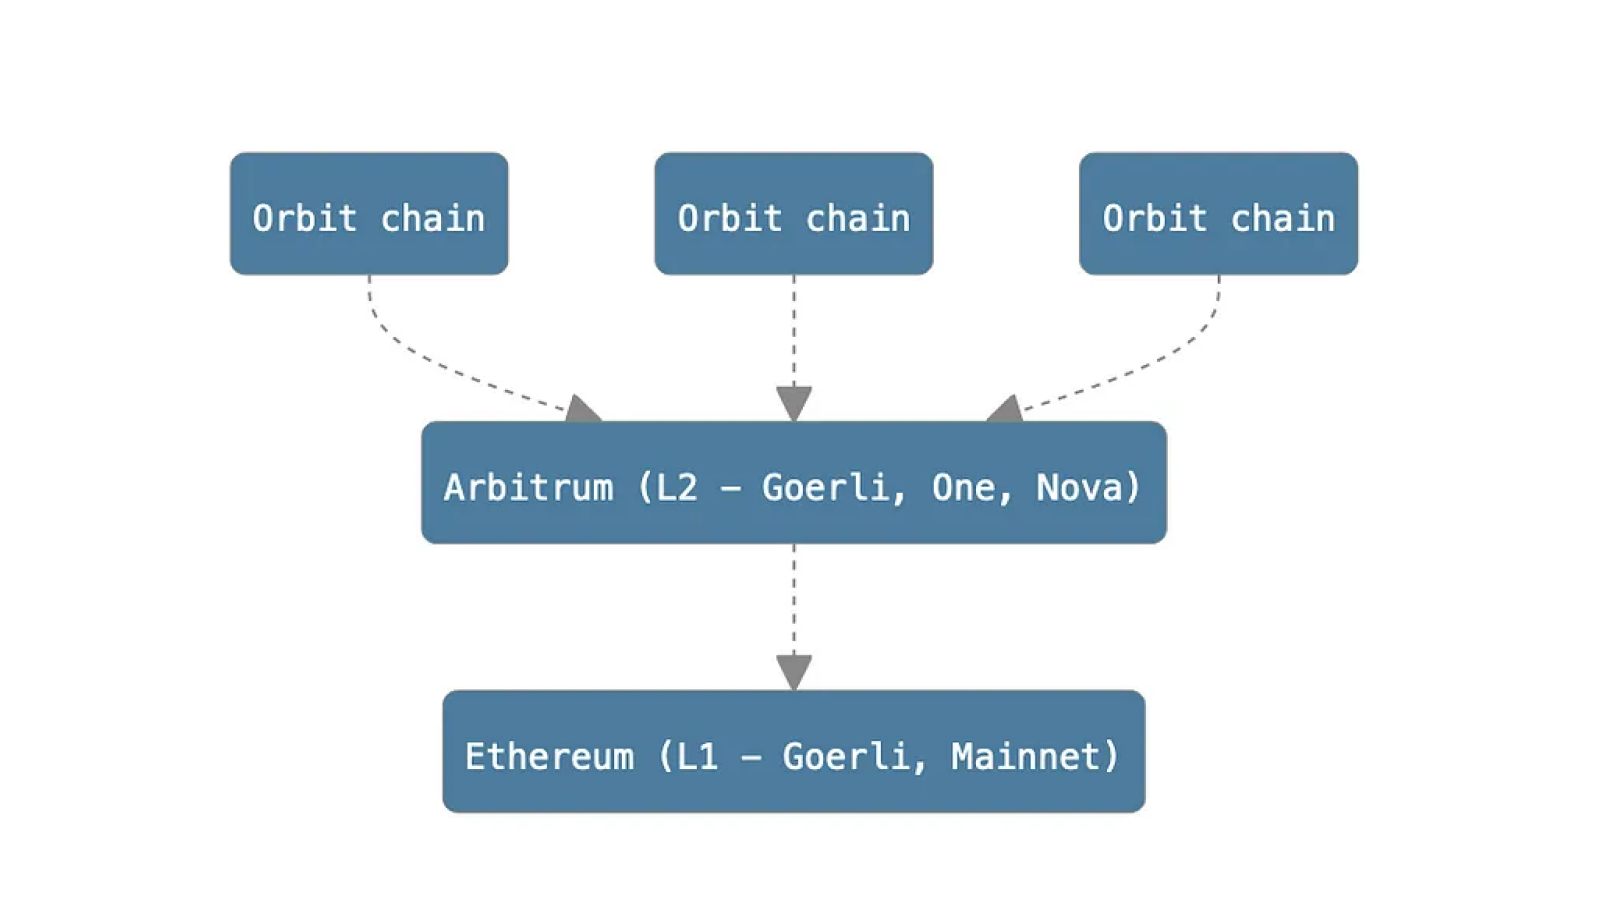 Orbit chain
Orbit chain
Orbit chain
Arbitrum (L2 – Goerli, One, Nova)
Ethereum (L1 – Goerli, Mainnet)